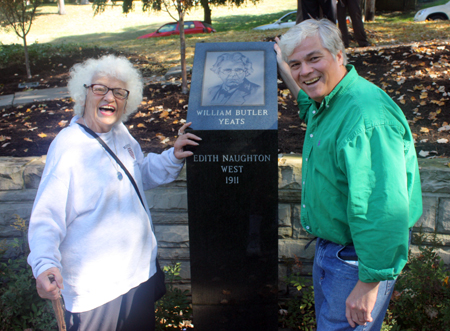 WILLIAM BUTLER
YEATS
EDITH NAUGHTON
WEST
1911